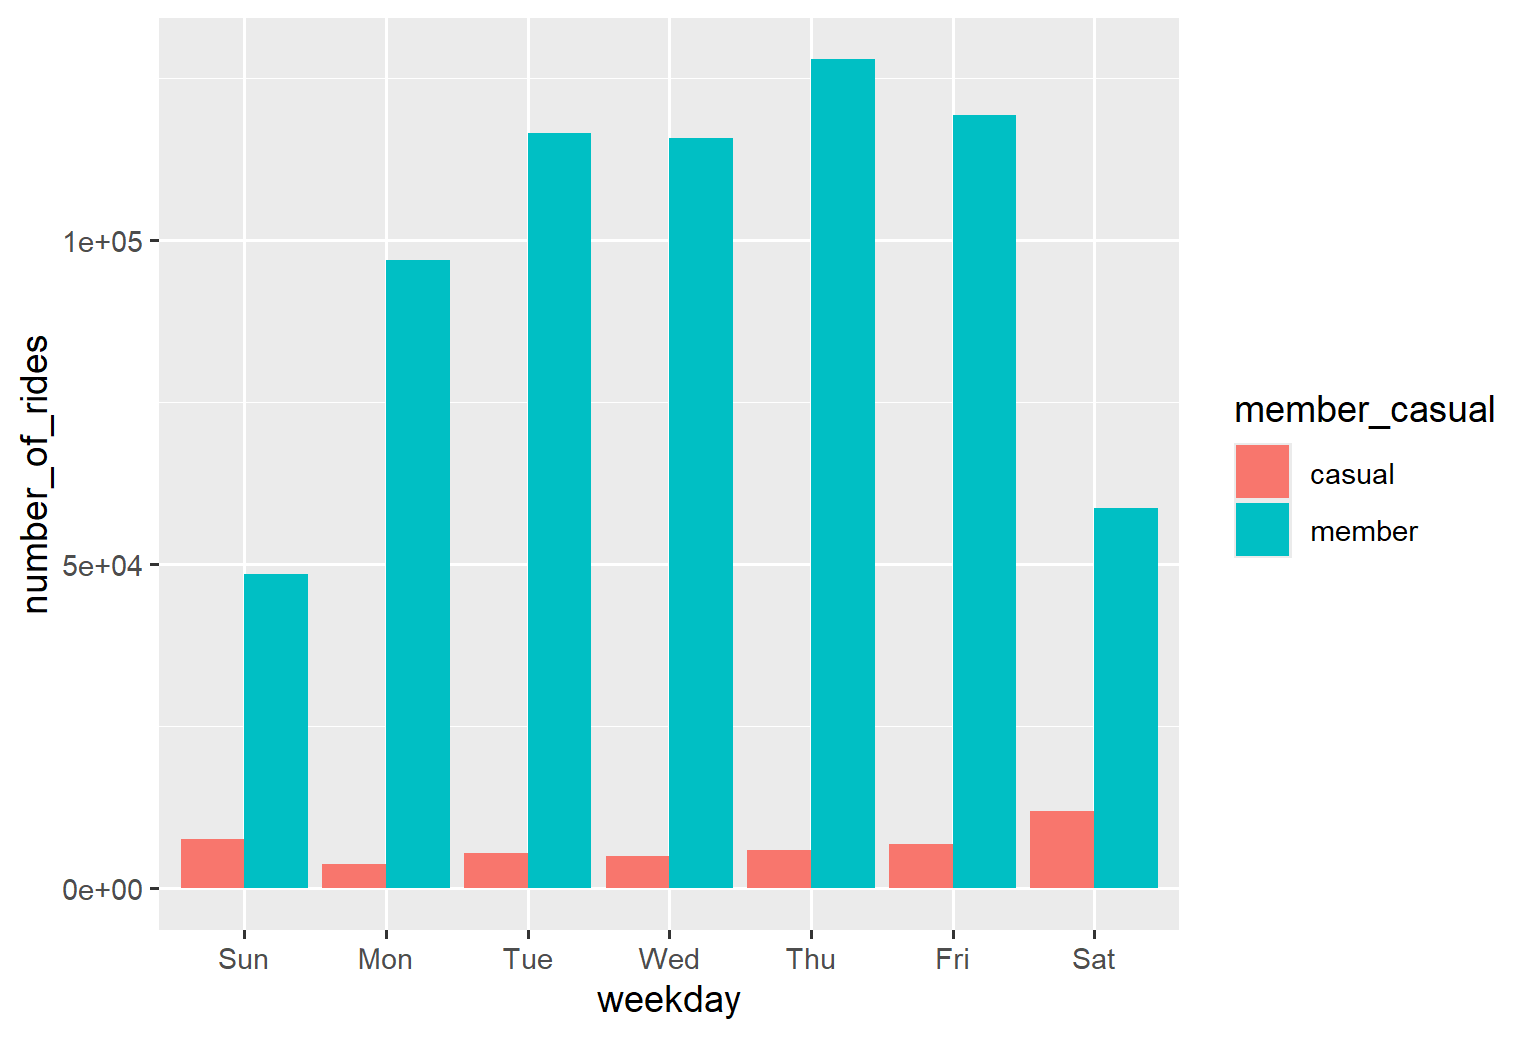 number_of_rides
1e+05
5e+04
0e+00
Sun Mon Tue Wed Thu Fri Sat
weekday
member_casual
casual
member